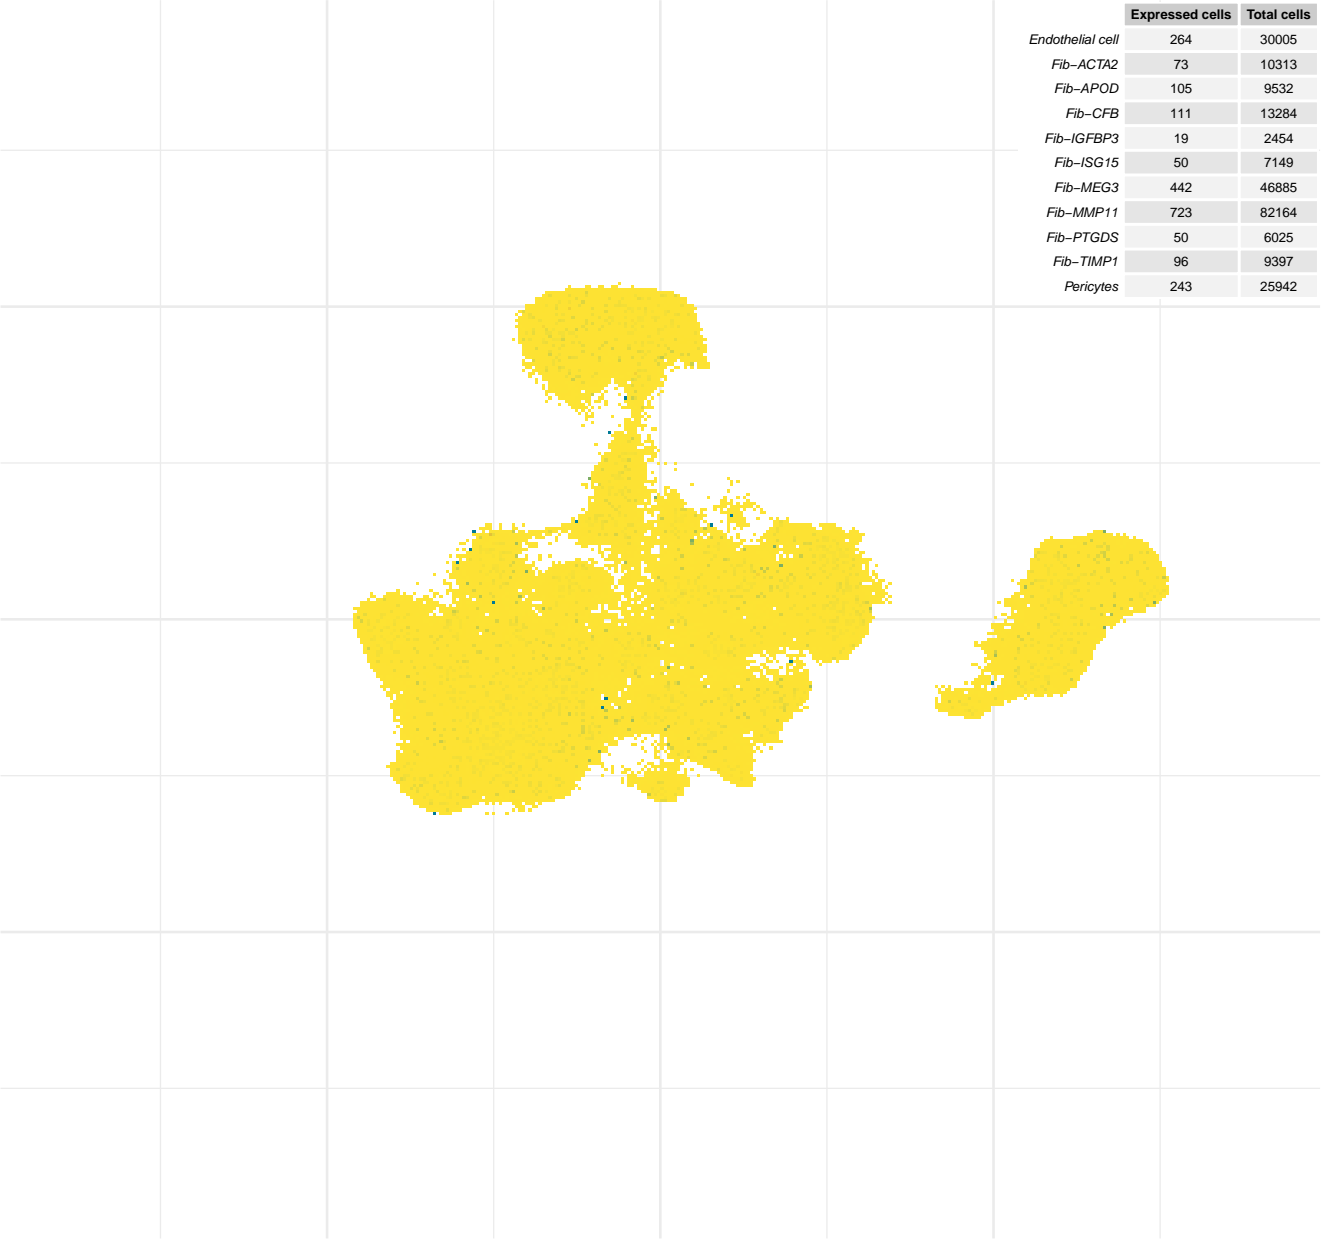 Expressed cells Total cells
Endothelial cell 264 30005
Fib−ACTA2 73 10313
Fib−APOD 105 9532
Fib−CFB 111 13284
Fib−IGFBP3 19 2454
Fib−ISG15 50 7149
Fib−MEG3 442 46885
Fib−MMP11 723 82164
Fib−PTGDS 50 6025
Fib−TIMP1 96 9397
Pericytes 243 25942